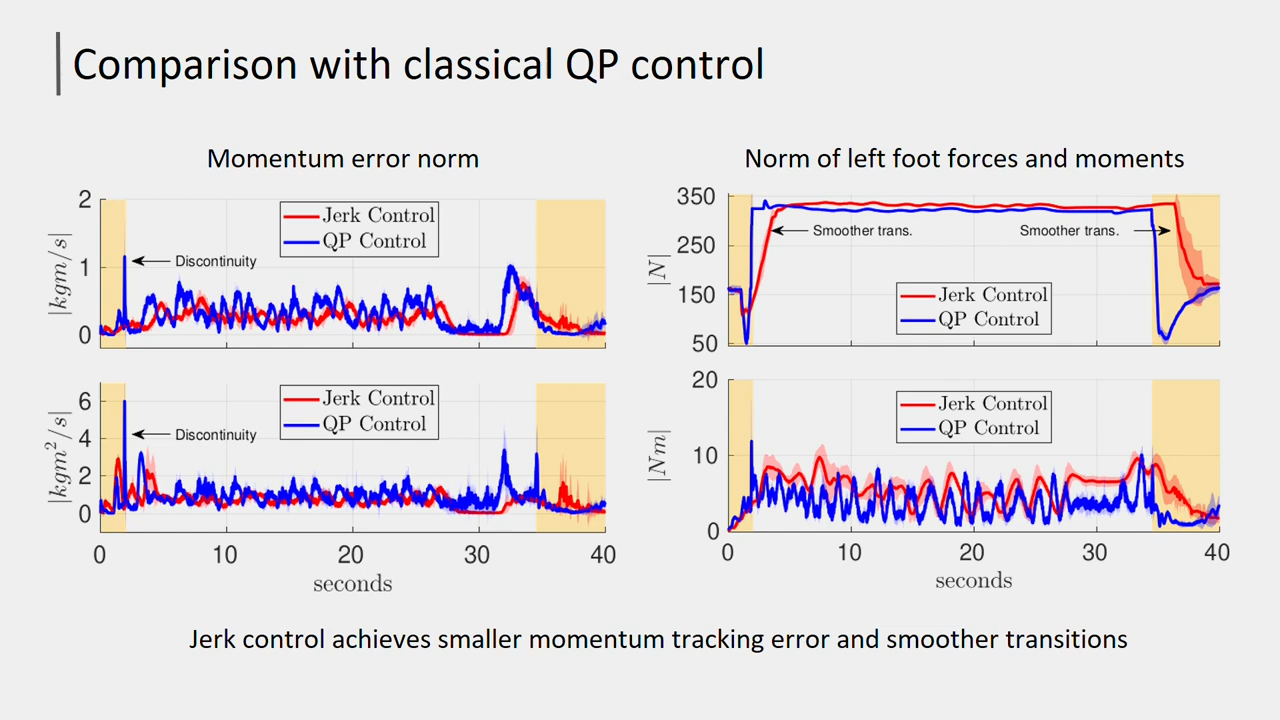 Comparison with classical QP control
Momentum error norm
2
1
0
|kgm/s|
Jerk Control
QP Control
Discontinuity
6
4
2
0
|kgm²/s|
Jerk Control
QP Control
Discontinuity
0 10 20 30 40
seconds
Norm of left foot forces and moments
350
250
150
50
|N|
Smoother trans.
Smoother trans.
Jerk Control
QP Control
20
10
0
|Nm|
Jerk Control
QP Control
0 10 20 30 40
seconds
Jerk control achieves smaller momentum tracking error and smoother transitions